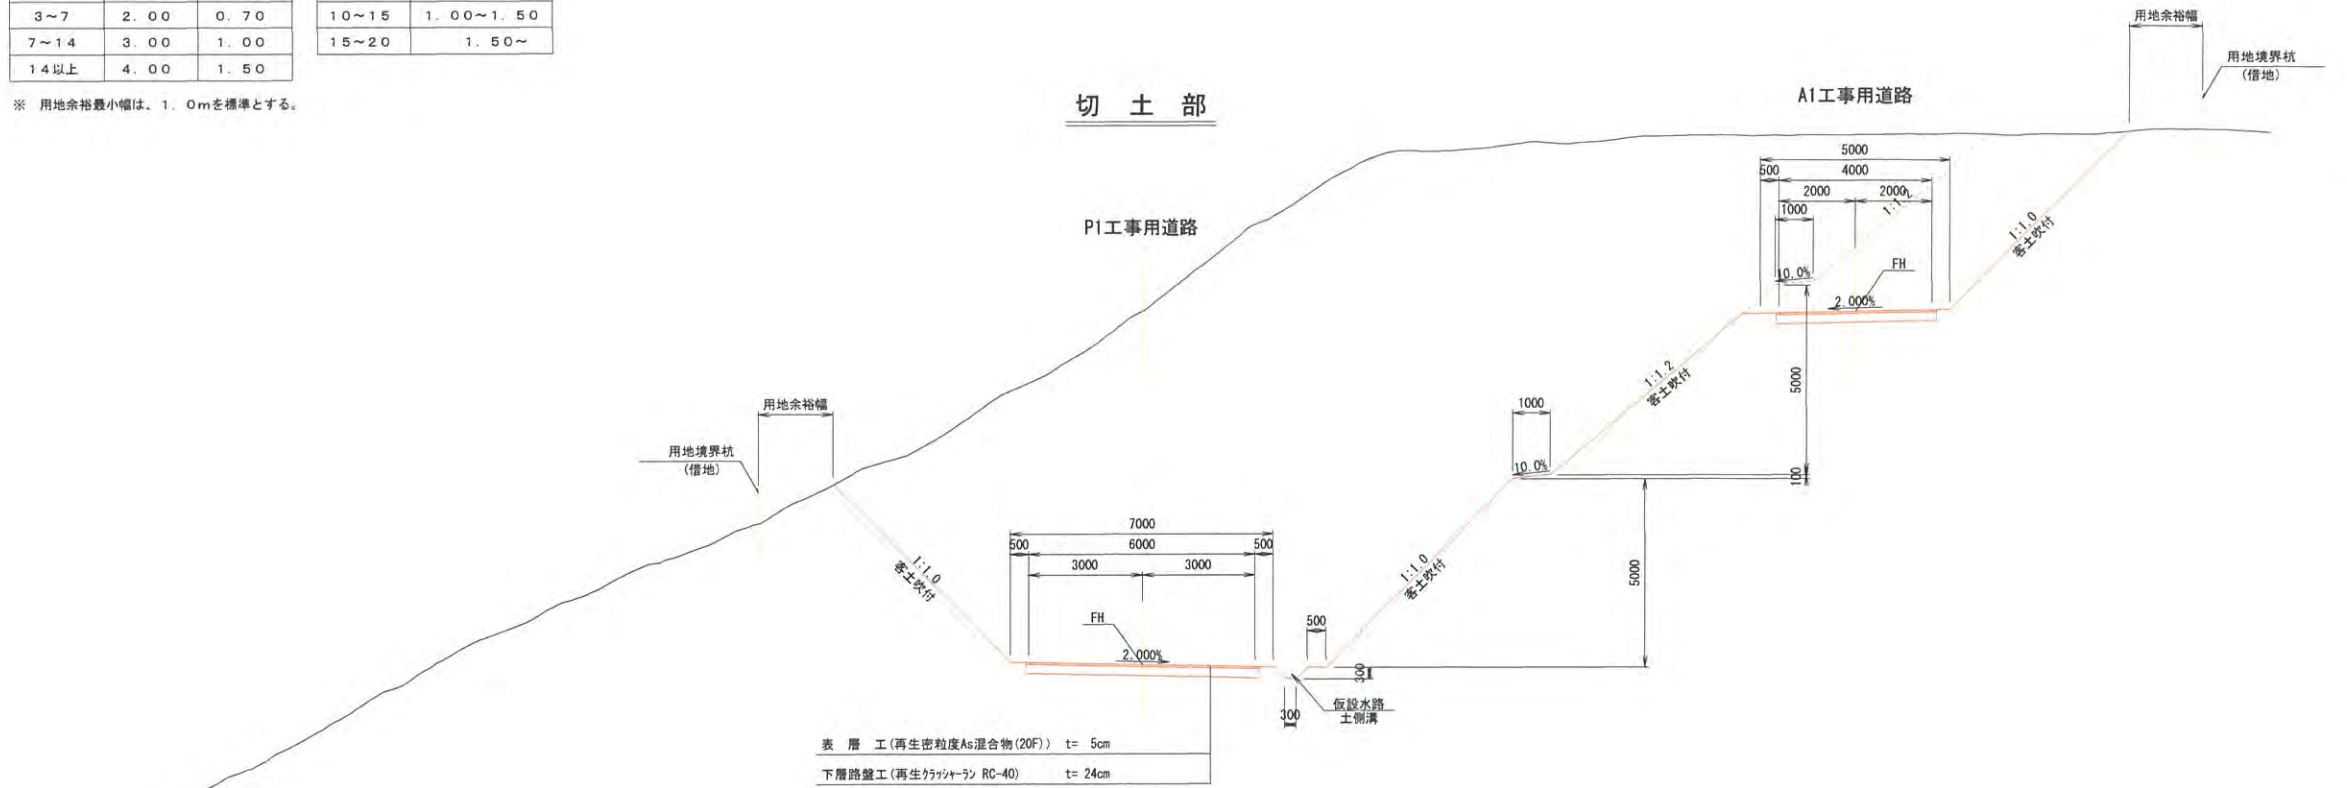 3～7 2.00 0.70
7～14 3.00 1.00
14以上 4.00 1.50
10～15 1.00～1.50
15～20 1.50～
※ 用地余裕最小幅は、1.0mを標準とする。
切 土 部
用地余裕幅
用地境界杭
(借地)
A1工事用道路
5000
500 4000
2000 2000
1000
1:1.2
1:1.0
客土吹付
10.0%
FH
2.000%
P1工事用道路
1:1.2
客土吹付
5000
用地余裕幅
1000
用地境界杭
(借地)
10.0%
100
7000
500 6000 500
3000 3000
1:1.0
客土吹付
1:1.0
客土吹付
5000
FH
500
2.000%
300
300
仮設水路
土側溝
表 層 工(再生密粒度As混合物(20F)) t= 5cm
下層路盤工(再生クラッシャーラン RC-40) t= 24cm